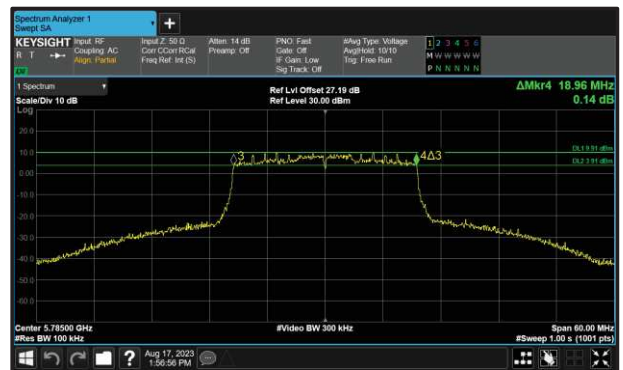 Spectrum Analyzer 1
Swept SA
+
KEYSIGHT
R T
Input: RF
Coupling: AC
Align: Partial
Input Z: 50 Ω
Corr CCorr RCal
Freq Ref: Int (S)
Atten: 14 dB
Preamp: Off
PNO: Fast
Gate: Off
IF Gain: Low
Sig Track: Off
#Avg Type: Voltage
Avg|Hold: 10/10
Trig: Free Run
1 2 3 4 5 6
M W W W W W
P N N N N N
1 Spectrum
Scale/Div 10 dB
Log
Ref Lvl Offset 27.19 dB
Ref Level 30.00 dBm
ΔMkr4 18.96 MHz
0.14 dB
20.0
10.0
0.00
-10.0
-20.0
-30.0
-40.0
-50.0
-60.0
3
4Δ3
DL1 9.91 dBm
DL2 3.91 dBm
Center 5.78500 GHz
#Res BW 100 kHz
#Video BW 300 kHz
Span 60.00 MHz
#Sweep 1.00 s (1001 pts)
?
Aug 17, 2023
1:56:56 PM